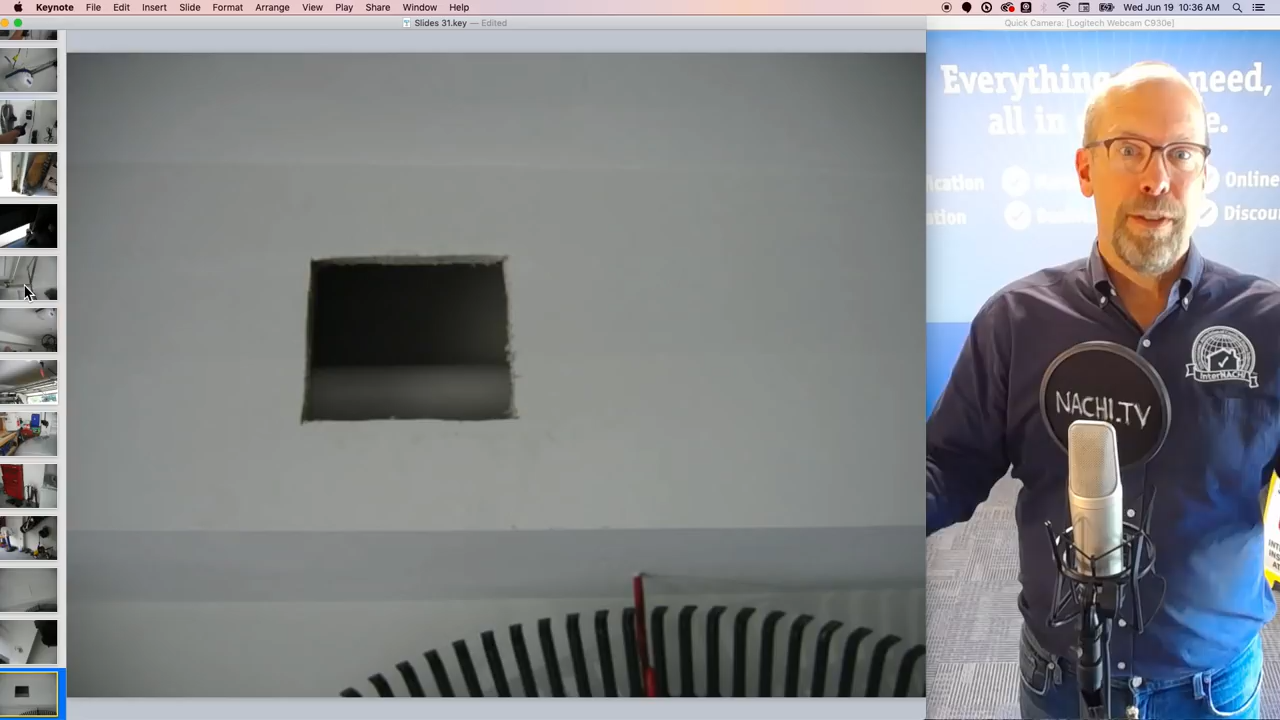 Keynote File Edit Insert Slide Format Arrange View Play Share Window Help Wed Jun 19 10:36 AM
Slides 31.key — Edited
Quick Camera: [Logitech Webcam C930e]
Everything need,
all in e.
ication Online
ation Discou
InterNACHI
NACHI.TV